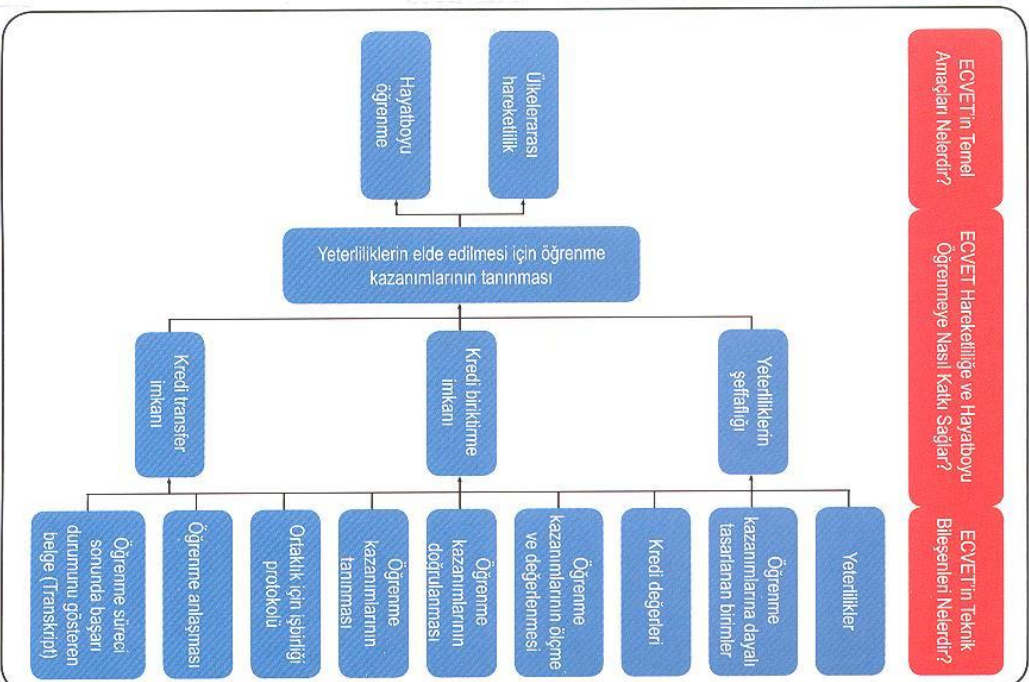 ECVET'in Temel
Amaçları Nelerdir?
ECVET Hareketliliğe ve Hayatboyu
Öğrenmeye Nasıl Katkı Sağlar?
ECVET'in Teknik
Bileşenleri Nelerdir?
Ülkelerarası
hareketlilik
Hayatboyu
öğrenme
Yeterliliklerin elde edilmesi için öğrenme
kazanımlarının tanınması
Yeterliliklerin
şeffaflığı
Kredi biriktirme
imkanı
Kredi transfer
imkanı
Yeterlilikler
Öğrenme
kazanımlarına dayalı
tasarlanan birimler
Kredi değerleri
Öğrenme
kazanımlarının ölçme
ve değerlenmesi
Öğrenme
kazanımlarının
doğrulanması
Öğrenme
kazanımlarının
tanınması
Ortaklık için işbirliği
protokolü
Öğrenme anlaşması
Öğrenme süreci
sonunda başarı
durumunu gösteren
belge (Transkript)